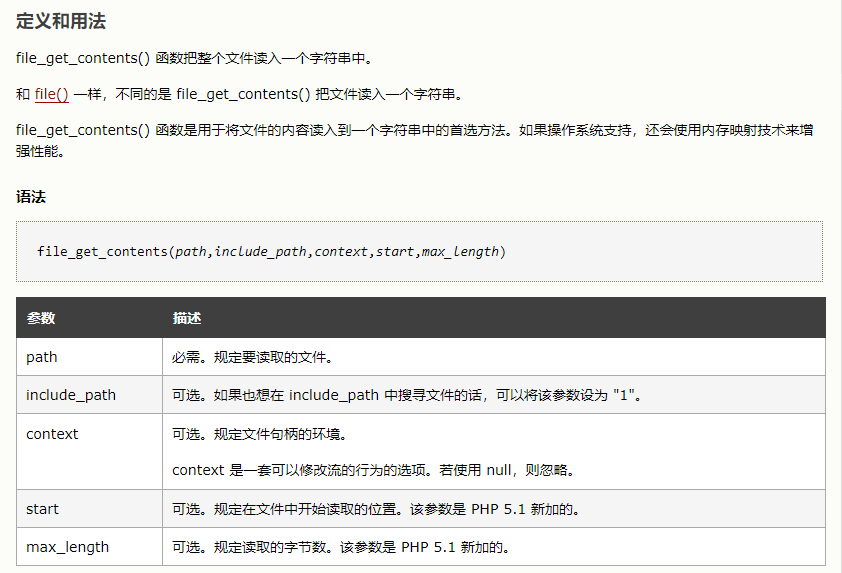 定义和用法
file_get_contents() 函数把整个文件读入一个字符串中。
和 file() 一样，不同的是 file_get_contents() 把文件读入一个字符串。
file_get_contents() 函数是用于将文件的内容读入到一个字符串中的首选方法。如果操作系统支持，还会使用内存映射技术来增
强性能。
语法
file_get_contents(path,include_path,context,start,max_length)
参数 描述
path 必需。规定要读取的文件。
include_path 可选。如果也想在 include_path 中搜寻文件的话，可以将该参数设为 "1"。
context 可选。规定文件句柄的环境。
context 是一套可以修改流的行为的选项。若使用 null，则忽略。
start 可选。规定在文件中开始读取的位置。该参数是 PHP 5.1 新加的。
max_length 可选。规定读取的字节数。该参数是 PHP 5.1 新加的。